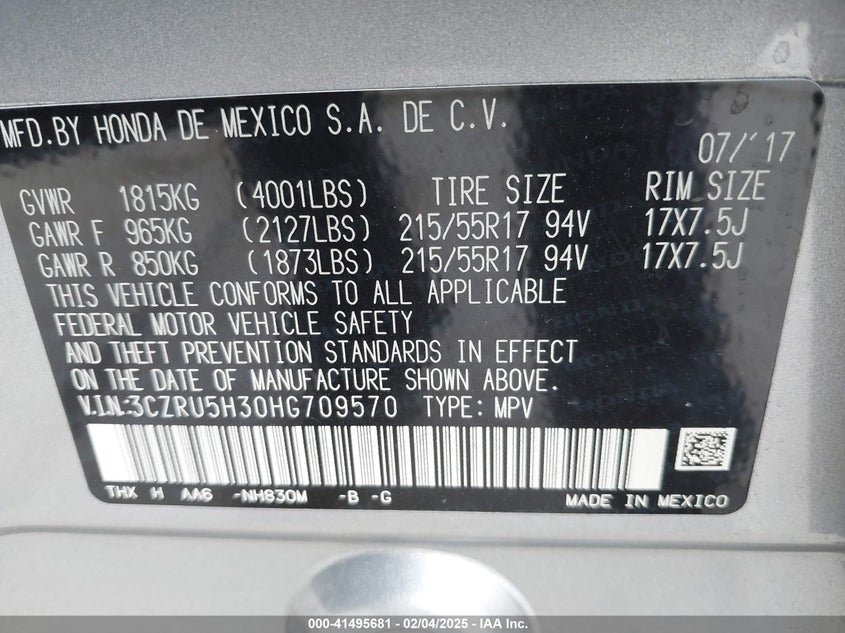 MFD.BY HONDA DE MEXICO S.A. DE C.V.
07/'17
GVWR 1815KG (4001LBS) TIRE SIZE RIM SIZE
GAWR F 965KG (2127LBS) 215/55R17 94V 17X7.5J
GAWR R 850KG (1873LBS) 215/55R17 94V 17X7.5J
THIS VEHICLE CONFORMS TO ALL APPLICABLE
FEDERAL MOTOR VEHICLE SAFETY
AND THEFT PREVENTION STANDARDS IN EFFECT
ON THE DATE OF MANUFACTURE SHOWN ABOVE.
V.I.N.:3CZRU5H30HG709570 TYPE: MPV
THX H AA6 -NH830M -B -G MADE IN MEXICO
000-41495681 - 02/04/2025 - IAA Inc.